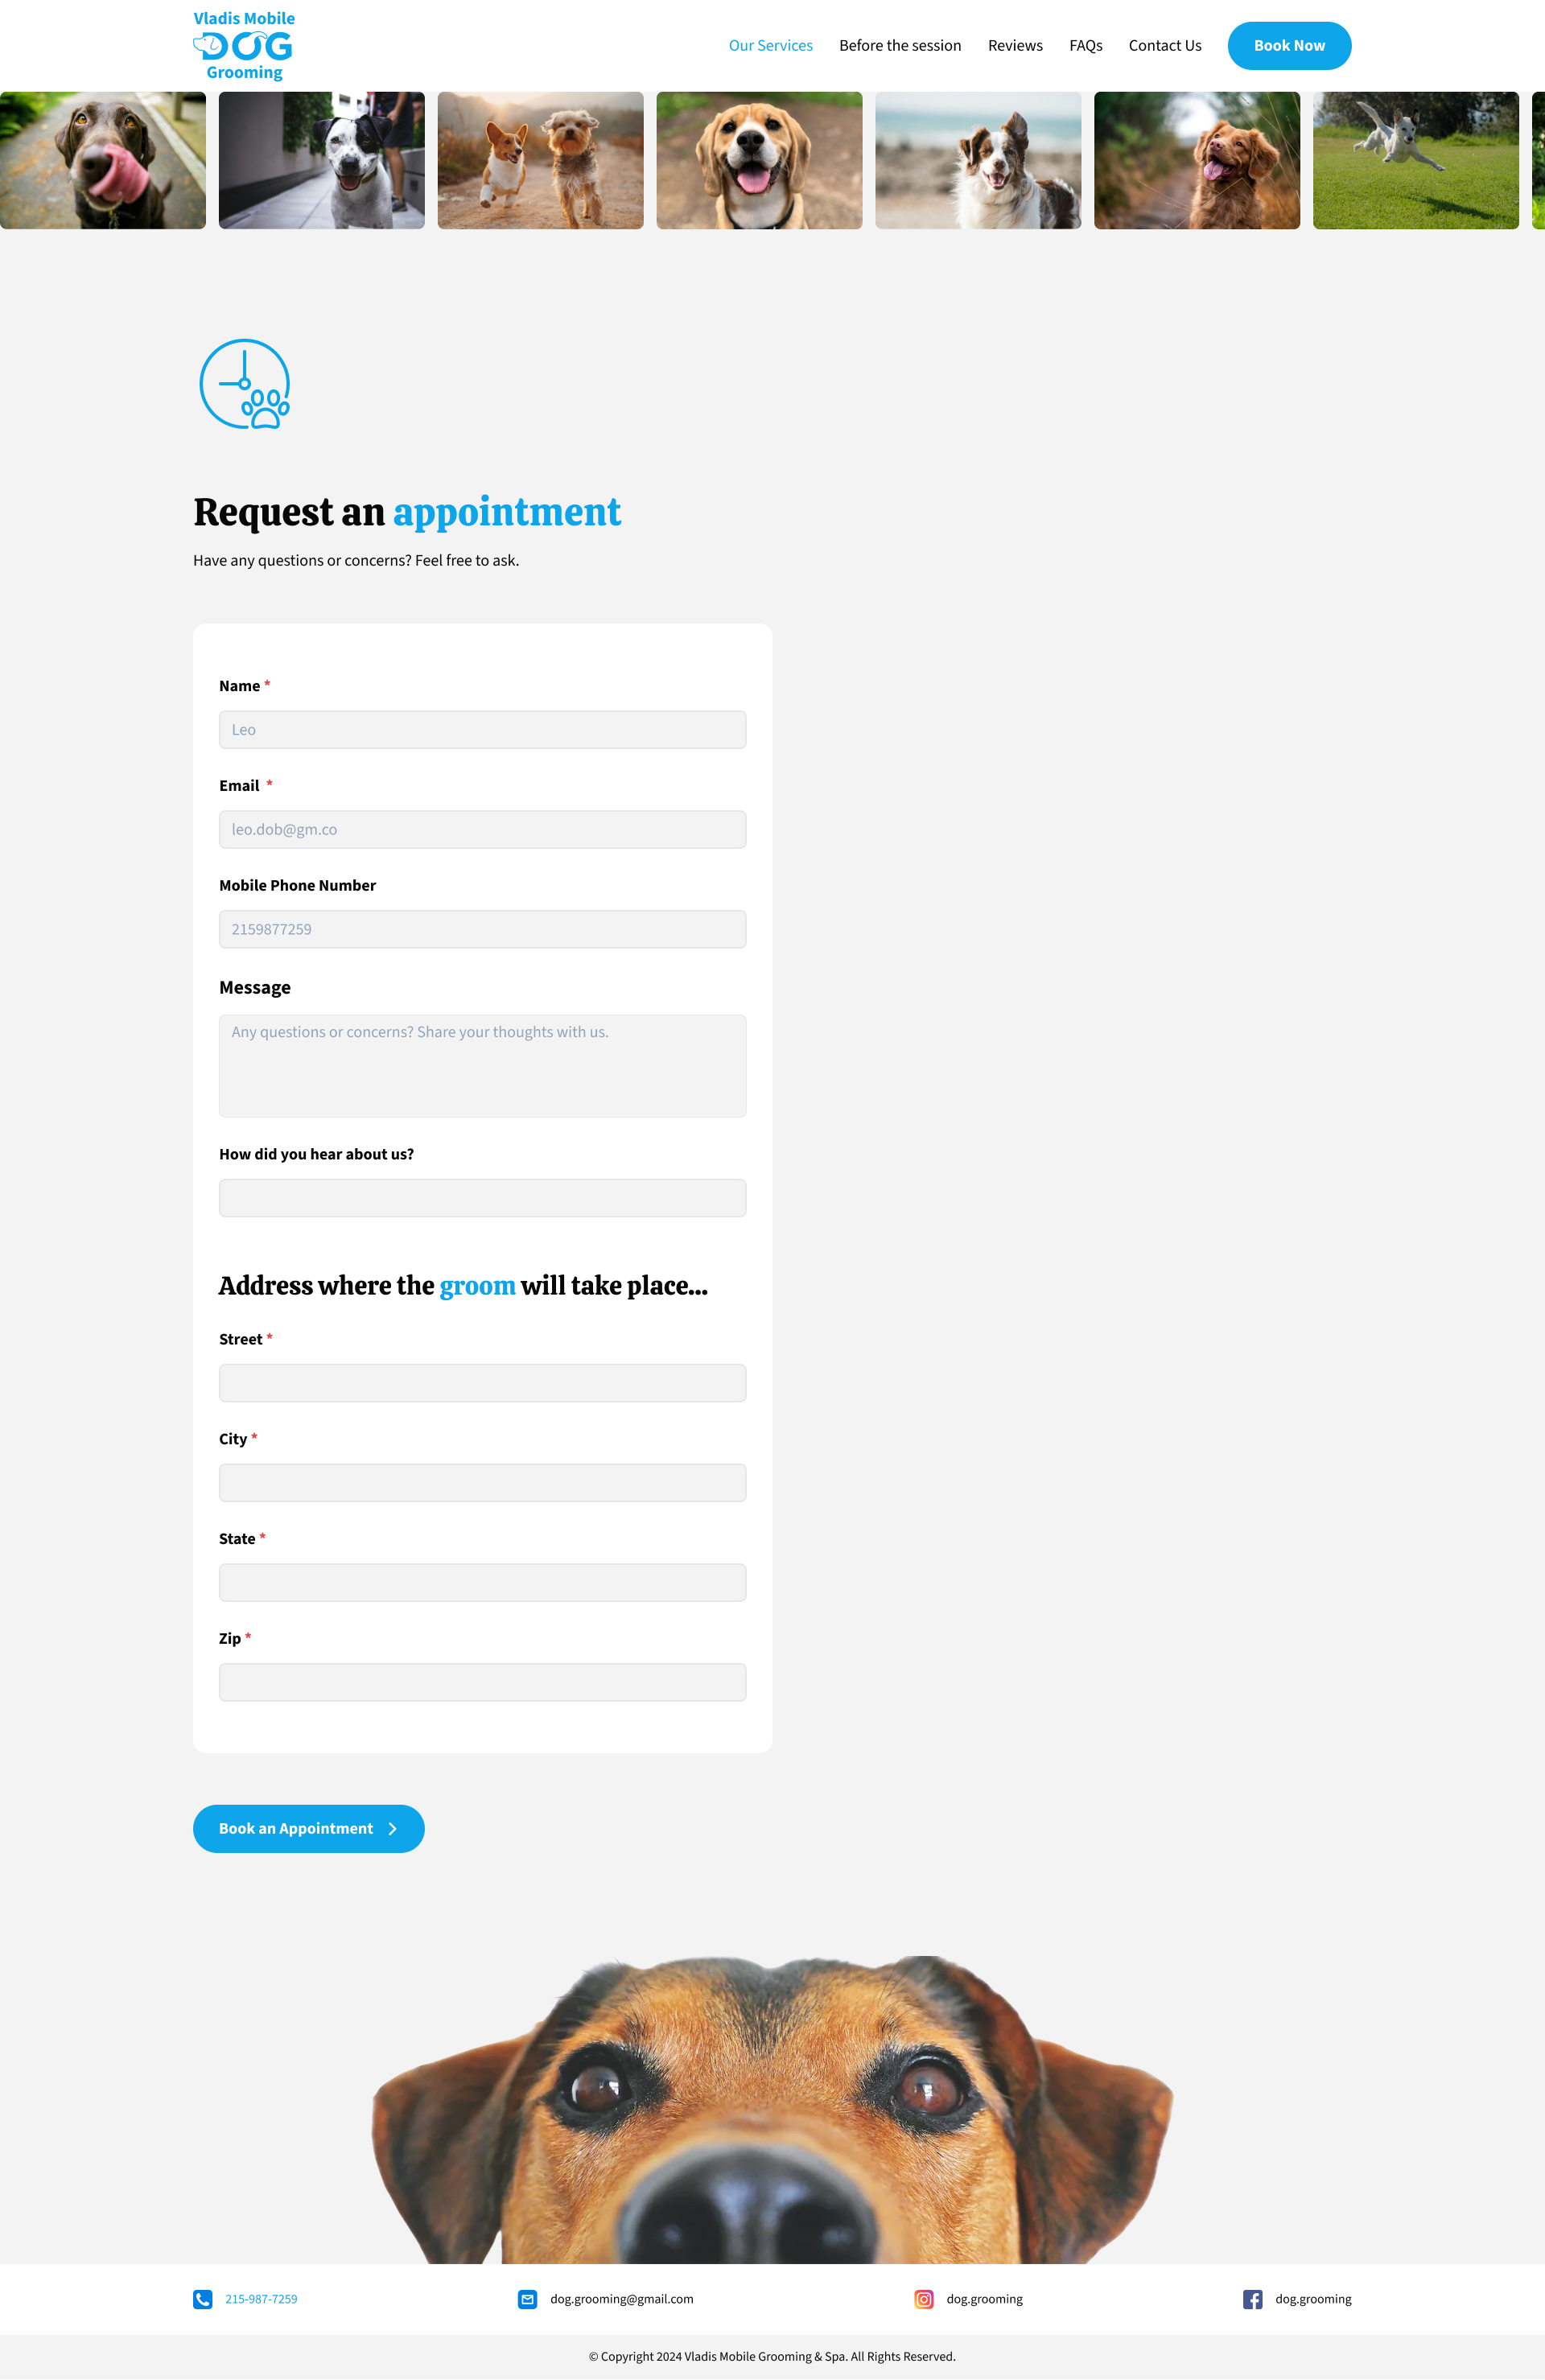 Vladis Mobile
DOG
Grooming
Our Services
Before the session
Reviews
FAQs
Contact Us
Book Now
Request an appointment
Have any questions or concerns? Feel free to ask.
Name *
Leo
Email *
leo.dob@gm.co
Mobile Phone Number
2159877259
Message
Any questions or concerns? Share your thoughts with us.
How did you hear about us?
Address where the groom will take place...
Street *
City *
State *
Zip *
Book an Appointment
215-987-7259
dog.grooming@gmail.com
dog.grooming
dog.grooming
© Copyright 2024 Vladis Mobile Grooming & Spa. All Rights Reserved.